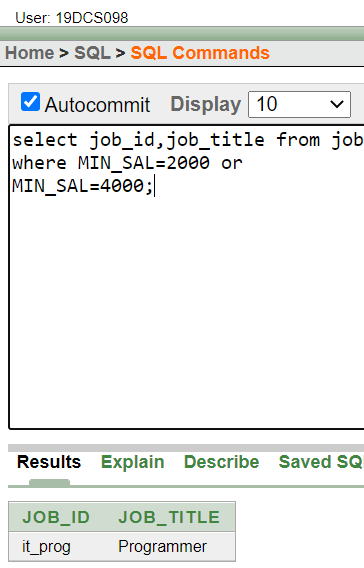 User: 19DCS098
Home > SQL > SQL Commands
Autocommit Display 10
select job_id,job_title from job
where MIN_SAL=2000 or
MIN_SAL=4000;
Results Explain Describe Saved SQ
JOB_ID JOB_TITLE
it_prog Programmer